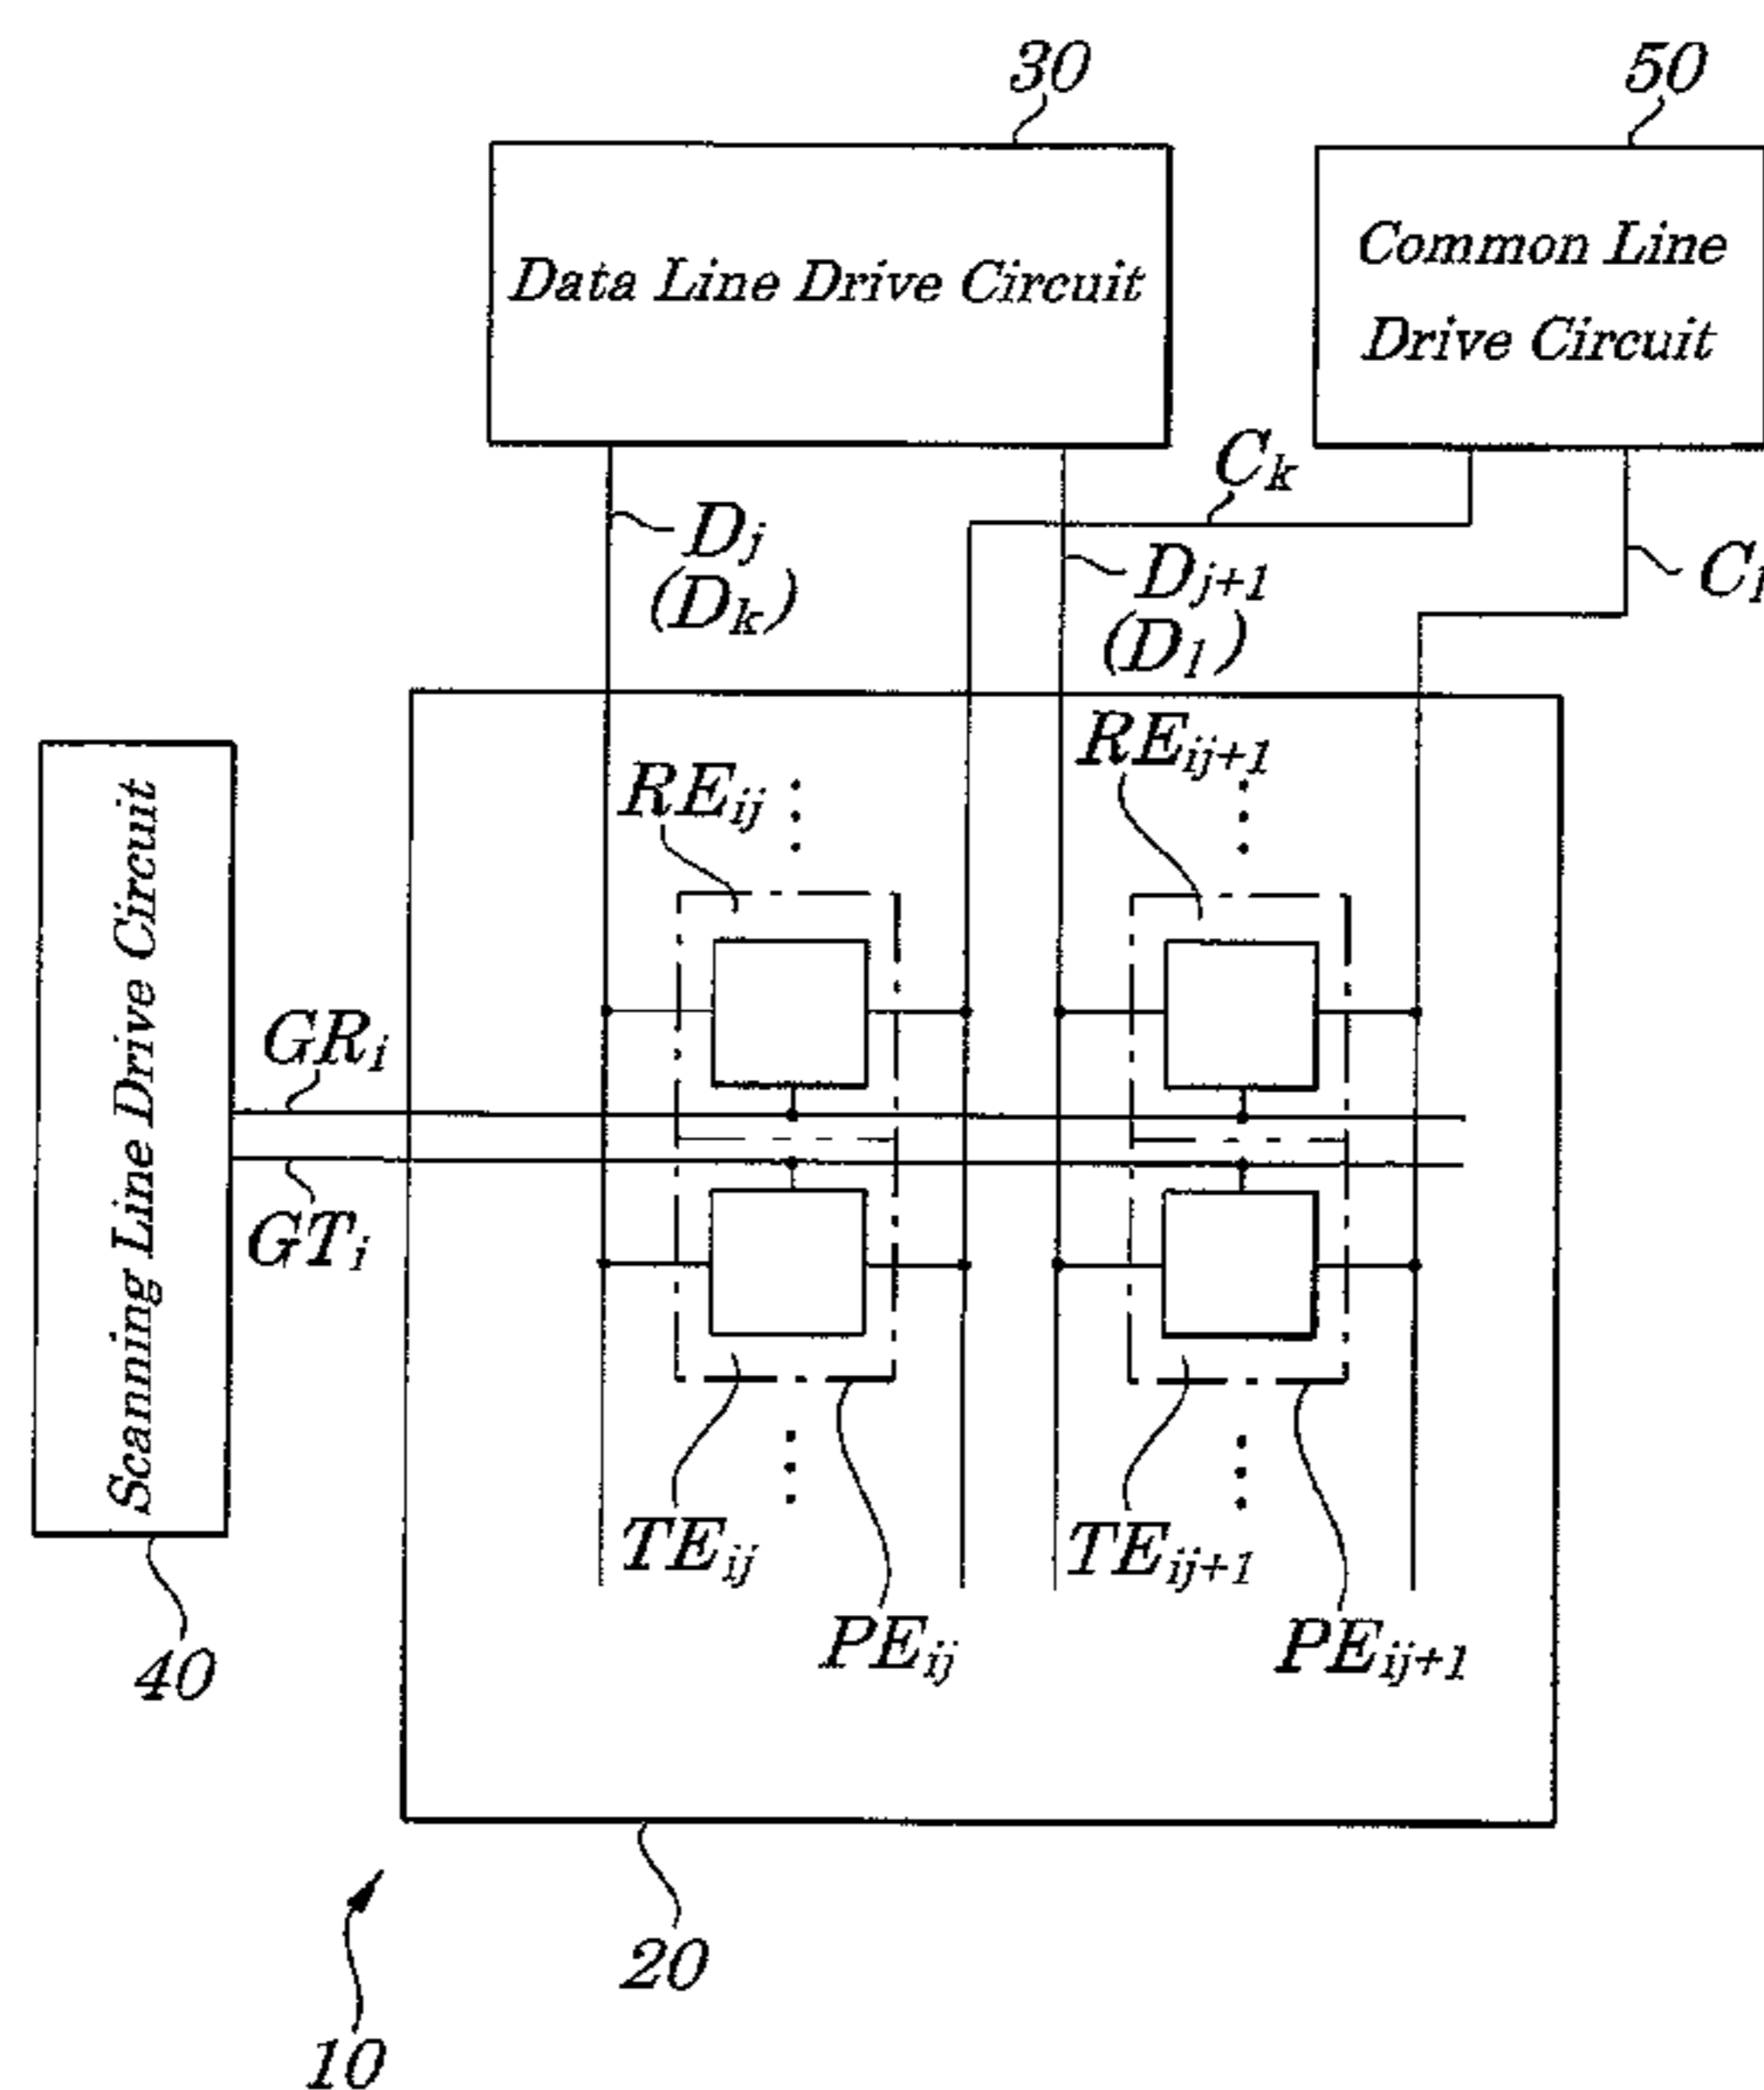 30
50
Data Line Drive Circuit
Common Line
Drive Circuit
Ck
Dj
(Dk)
Dj+1
(Dl)
REij
REij+1
Scanning Line Drive Circuit
GRi
GTi
TEij
TEij+1
PEij
PEij+1
40
20
10